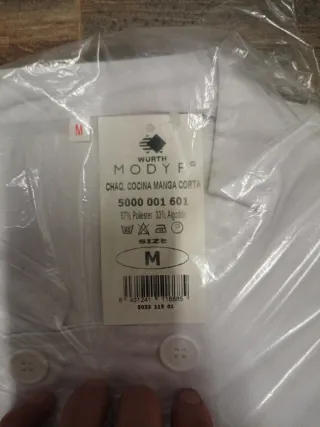 M
WÜRTH
MODYF®
CHAQ. COCINA MANGA CORTA
5000 001 601
67% Poliester 33% Algodón
SIZE
M